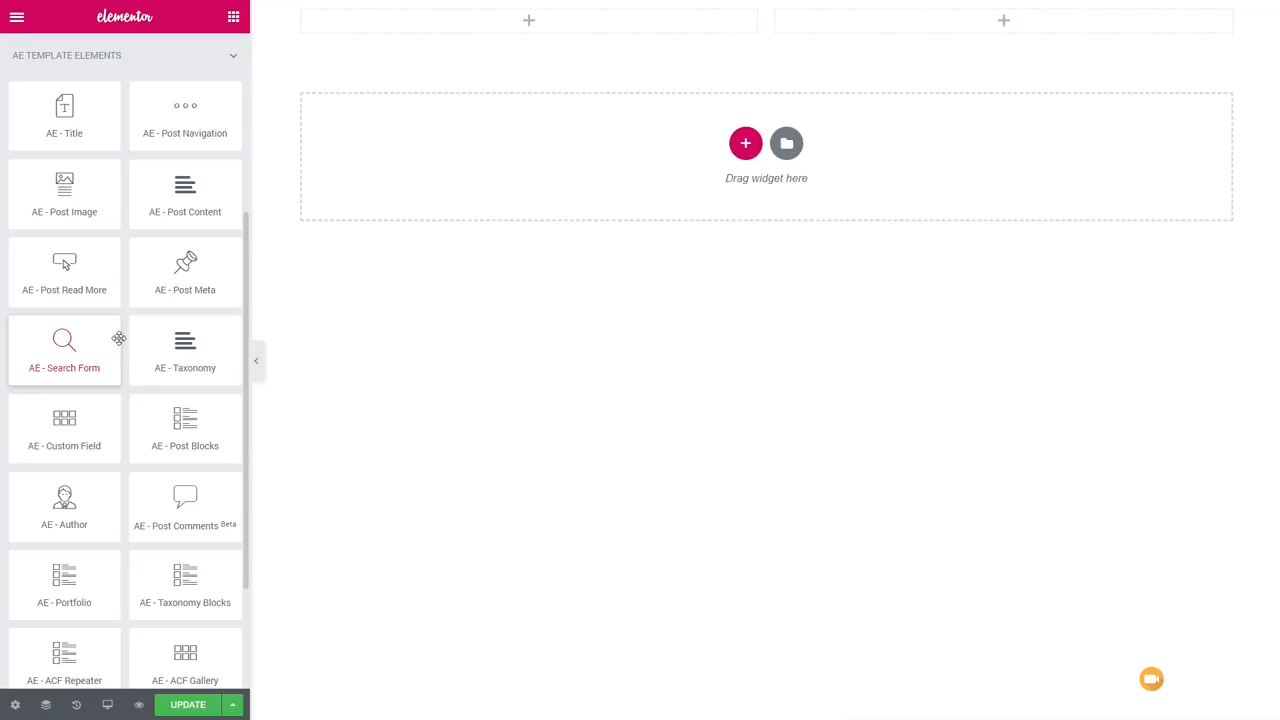 elementor
AE TEMPLATE ELEMENTS
AE - Title
AE - Post Navigation
AE - Post Image
AE - Post Content
AE - Post Read More
AE - Post Meta
AE - Search Form
AE - Taxonomy
AE - Custom Field
AE - Post Blocks
AE - Author
AE - Post Comments Beta
AE - Portfolio
AE - Taxonomy Blocks
AE - ACF Repeater
AE - ACF Gallery
UPDATE
Drag widget here